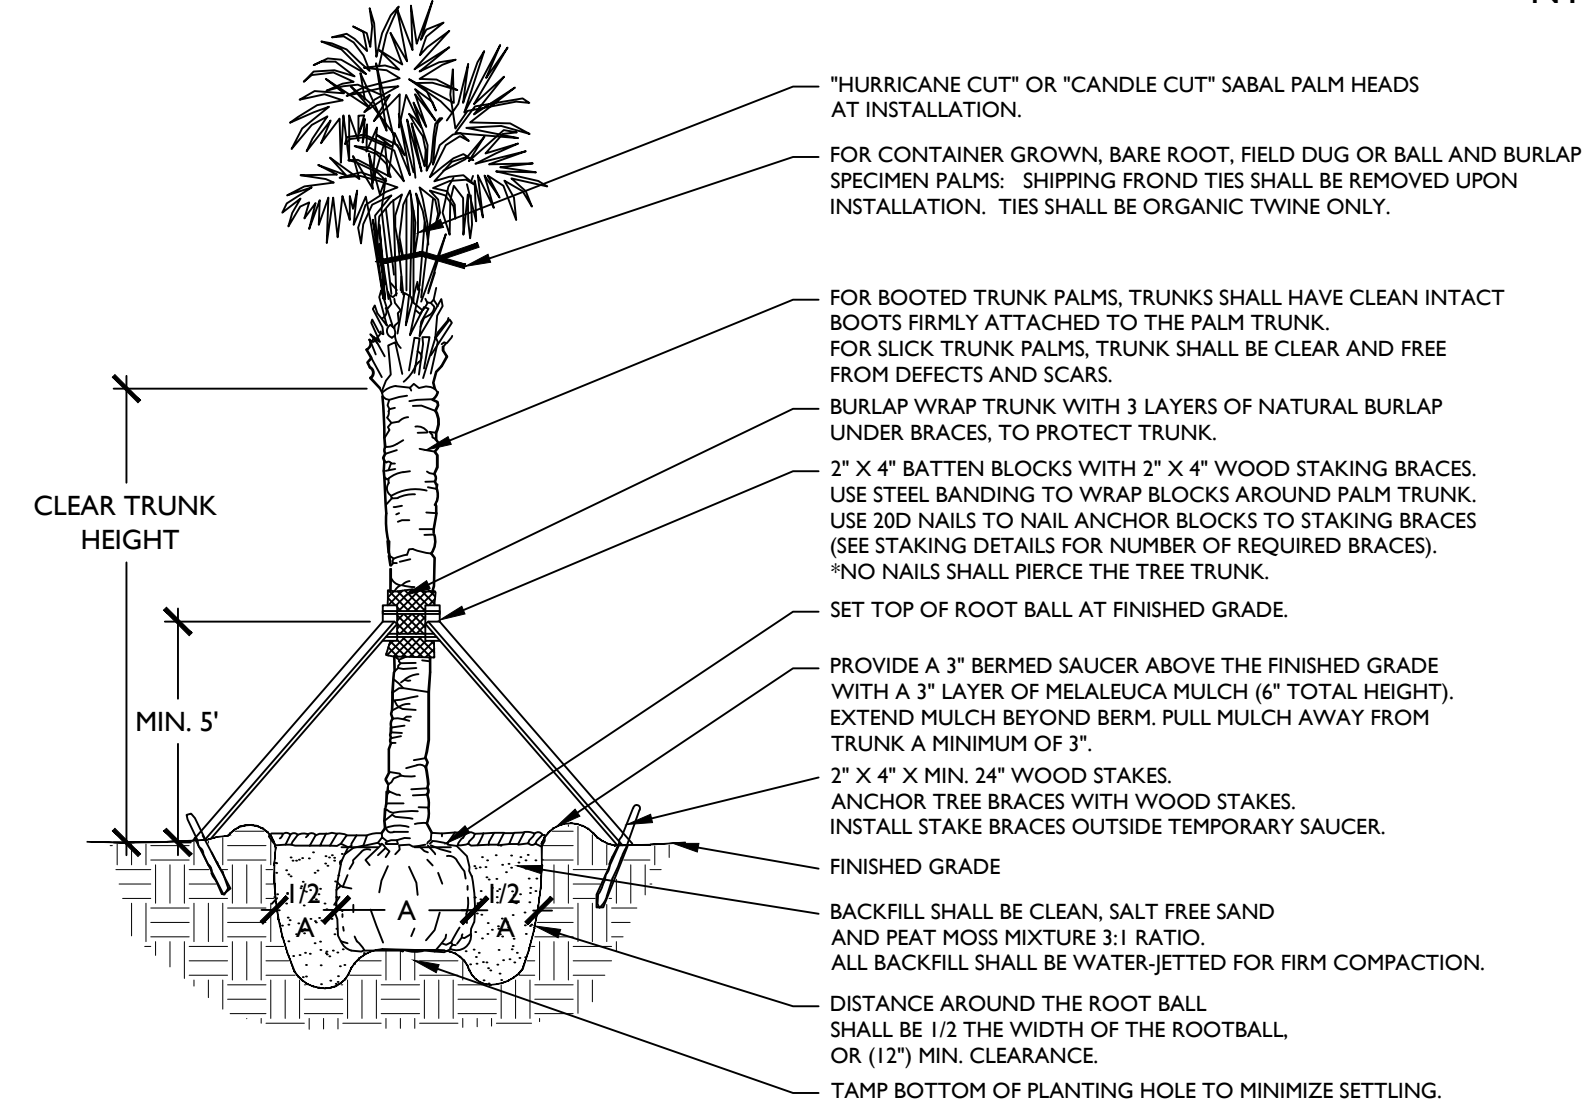 "HURRICANE CUT" OR "CANDLE CUT" SABAL PALM HEADS
AT INSTALLATION.
FOR CONTAINER GROWN, BARE ROOT, FIELD DUG OR BALL AND BURLAP
SPECIMEN PALMS: SHIPPING FROND TIES SHALL BE REMOVED UPON
INSTALLATION. TIES SHALL BE ORGANIC TWINE ONLY.
FOR BOOTED TRUNK PALMS, TRUNKS SHALL HAVE CLEAN INTACT
BOOTS FIRMLY ATTACHED TO THE PALM TRUNK.
FOR SLICK TRUNK PALMS, TRUNK SHALL BE CLEAR AND FREE
FROM DEFECTS AND SCARS.
BURLAP WRAP TRUNK WITH 3 LAYERS OF NATURAL BURLAP
UNDER BRACES, TO PROTECT TRUNK.
2" X 4" BATTEN BLOCKS WITH 2" X 4" WOOD STAKING BRACES.
USE STEEL BANDING TO WRAP BLOCKS AROUND PALM TRUNK.
USE 20D NAILS TO NAIL ANCHOR BLOCKS TO STAKING BRACES
(SEE STAKING DETAILS FOR NUMBER OF REQUIRED BRACES).
*NO NAILS SHALL PIERCE THE TREE TRUNK.
SET TOP OF ROOT BALL AT FINISHED GRADE.
PROVIDE A 3" BERMED SAUCER ABOVE THE FINISHED GRADE
WITH A 3" LAYER OF MELALEUCA MULCH (6" TOTAL HEIGHT).
EXTEND MULCH BEYOND BERM. PULL MULCH AWAY FROM
TRUNK A MINIMUM OF 3".
2" X 4" X MIN. 24" WOOD STAKES.
ANCHOR TREE BRACES WITH WOOD STAKES.
INSTALL STAKE BRACES OUTSIDE TEMPORARY SAUCER.
FINISHED GRADE
BACKFILL SHALL BE CLEAN, SALT FREE SAND
AND PEAT MOSS MIXTURE 3:1 RATIO.
ALL BACKFILL SHALL BE WATER-JETTED FOR FIRM COMPACTION.
DISTANCE AROUND THE ROOT BALL
SHALL BE 1/2 THE WIDTH OF THE ROOTBALL,
OR (12") MIN. CLEARANCE.
TAMP BOTTOM OF PLANTING HOLE TO MINIMIZE SETTLING.
CLEAR TRUNK
HEIGHT
MIN. 5'
1/2
A
A
1/2
A